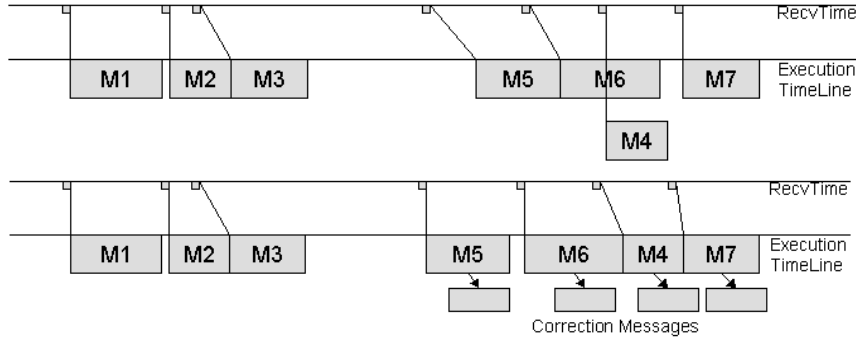 RecvTime
M1 M2 M3 M5 M6 M7
Execution
TimeLine
M4
RecvTime
M1 M2 M3 M5 M6 M4 M7
Execution
TimeLine
Correction Messages